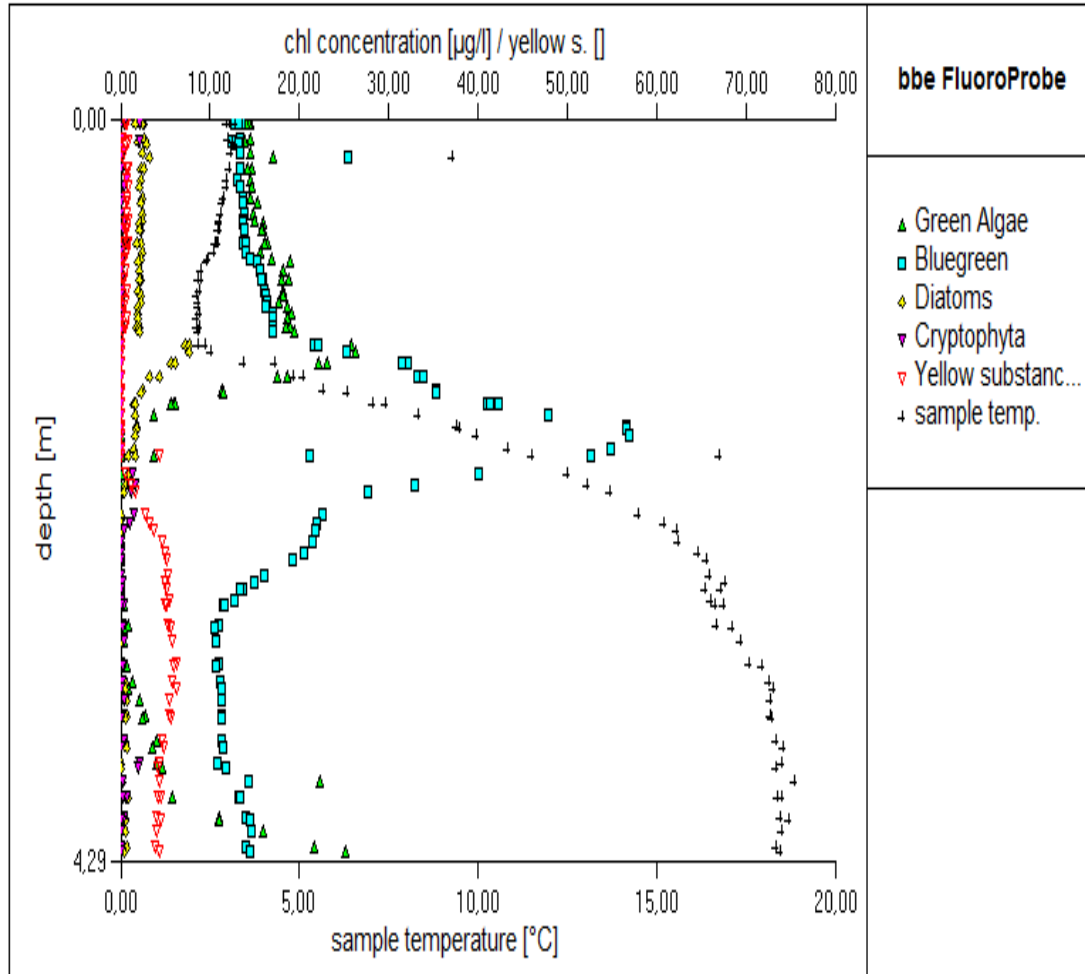 chl concentration [µg/l] / yellow s. []
0,00 10,00 20,00 30,00 40,00 50,00 60,00 70,00 80,00
bbe FluoroProbe
0,00
Green Algae
Bluegreen
Diatoms
Cryptophyta
Yellow substanc...
sample temp.
depth [m]
4,29
0,00 5,00 10,00 15,00 20,00
sample temperature [°C]